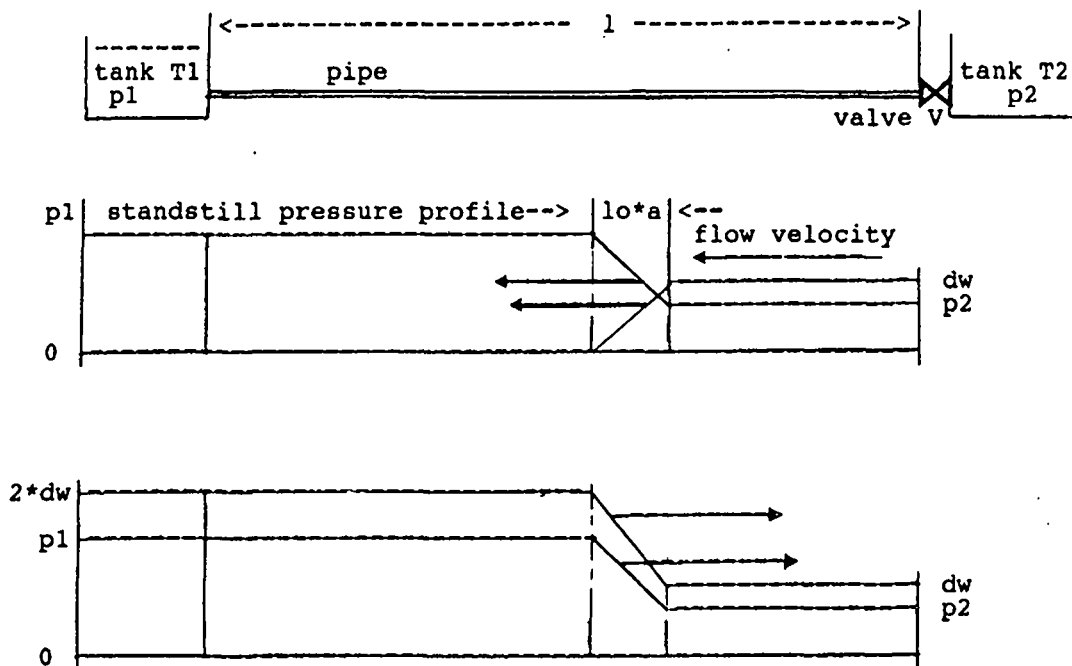 <--------------- l --------------->
tank T1 pipe tank T2
p1 p2
valve V
p1 standstill pressure profile--> lo*a <--
flow velocity
dw
p2
0
2*dw
p1
dw
p2
0